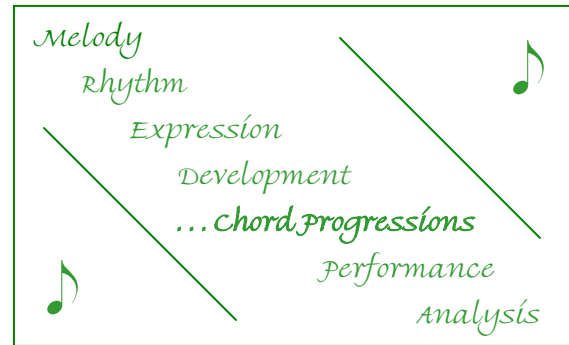 Melody
Rhythm
Expression
Development
...Chord Progressions
Performance
Analysis